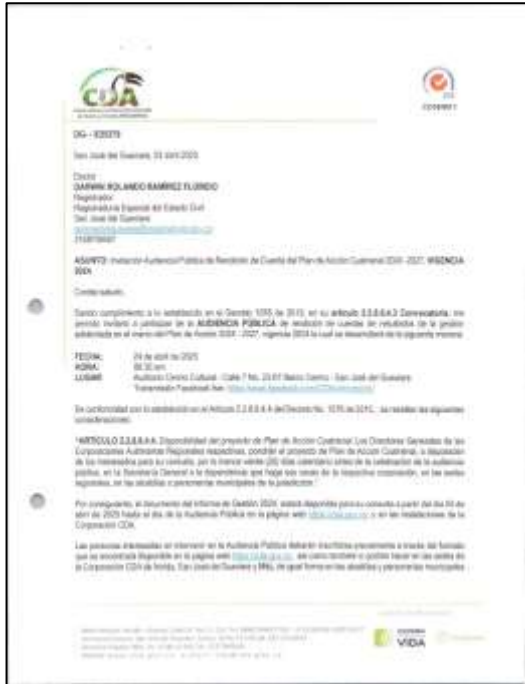 CDA
DG -
San José del Guaviare, 03 Abril 2025
Doctor
DARWIN ROLANDO RAMÍREZ FLORIDO
Registrador
Registraduría Especial del Estado Civil
San José del Guaviare
ASUNTO: Invitación Audiencia Pública de Rendición de Cuenta del Plan de Acción Cuatrienal 2024 - 2027, VIGENCIA
2024
Cordial saludo,
Dando cumplimiento a lo establecido en el Decreto 1076 de 2015, en su artículo 2.2.8.6.4.3 Convocatoria, me
permito invitarlo a participar de la AUDIENCIA PÚBLICA de rendición de cuentas de resultados de la gestión
adelantada en el marco del Plan de Acción 2024 - 2027, vigencia 2024 la cual se desarrollará de la siguiente manera:
FECHA: 24 de abril de 2025
HORA: 08:30 am
LUGAR: Auditorio Centro Cultural - Calle 7 No. 23-07 Barrio Centro - San José del Guaviare
Transmisión Facebook live:
De conformidad con lo establecido en el Artículo 2.2.8.6.4.4 del Decreto No. 1076 de 2015, se resaltan las siguientes
consideraciones:
"ARTÍCULO 2.2.8.6.4.4. Disponibilidad del proyecto de Plan de Acción Cuatrienal. Los Directores Generales de las
Corporaciones Autónomas Regionales respectivas, pondrán el proyecto de Plan de Acción Cuatrienal, a disposición
de los interesados para su consulta, por lo menos veinte (20) días calendario antes de la celebración de la audiencia
pública, en la Secretaría General o la dependencia que haga sus veces de la respectiva corporación, en las sedes
regionales, en las alcaldías o personerías municipales de la jurisdicción."
Por consiguiente, el documento del Informe de Gestión 2024, estará disponible para su consulta a partir del día 03 de
abril de 2025 hasta el día de la Audiencia Pública en la página web o en las instalaciones de la
Corporación CDA.
Las personas interesadas en intervenir en la Audiencia Pública deberán inscribirse previamente a través del formato
que se encontrará disponible en la página web así como también lo podrán hacer en las sedes de
la Corporación CDA de Inírida, San José del Guaviare y Mitú, de igual forma en las alcaldías y personerías municipales
VIDA